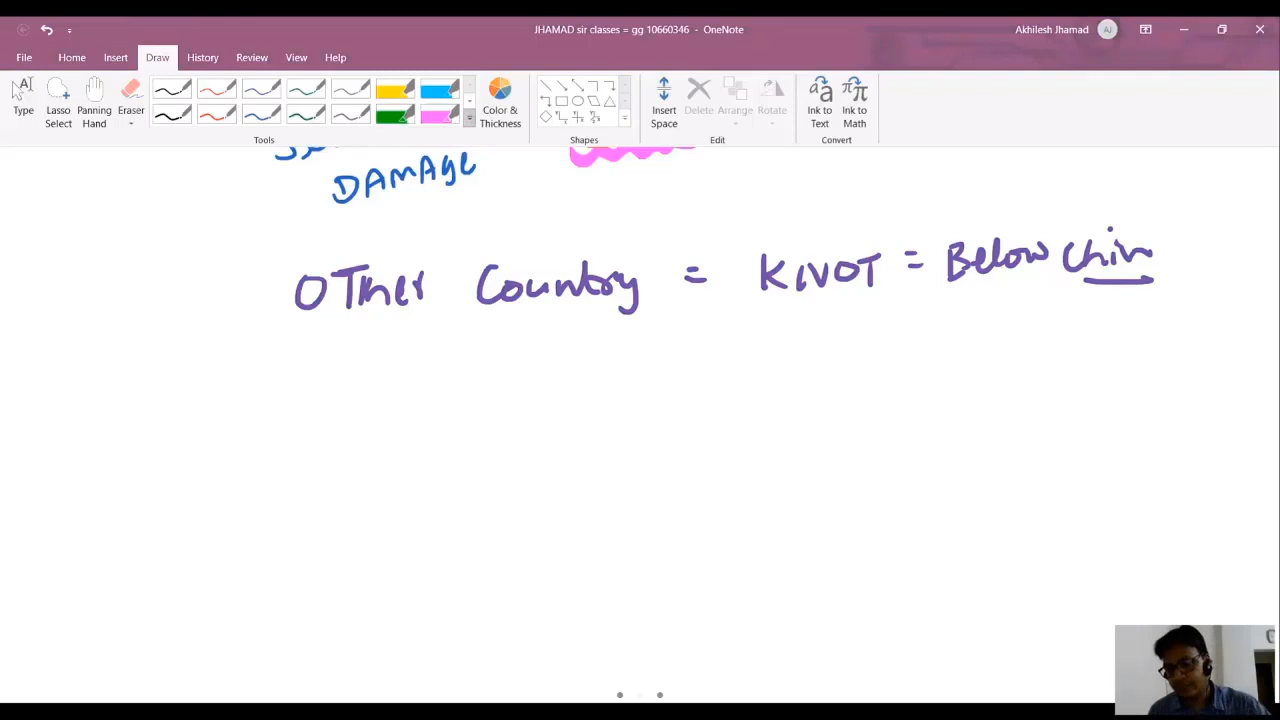 JHAMAD sir classes = gg 10660346 - OneNote
Akhilesh Jhamad AJ
File Home Insert Draw History Review View Help
Type Lasso Select Panning Hand Eraser Color & Thickness Insert Space Delete Arrange Rotate Ink to Text Ink to Math
Tools Shapes Edit Convert
DAMAGE
OTher Country = KNOT = Below Chin